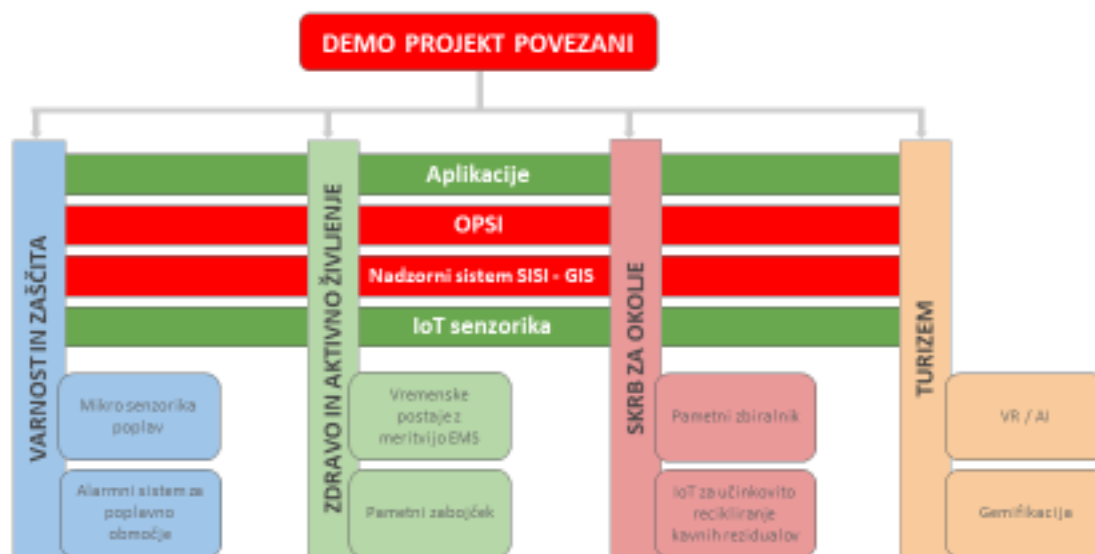 DEMO PROJEKT POVEZANI
Aplikacije
OPSI
Nadzorni sistem SISI - GIS
IoT senzorika
VARNOST IN ZAŠČITA
Mikro senzorika
poplav
Alarmni sistem za
poplavno
območje
ZDRAVO IN AKTIVNO ŽIVLJENJE
Vremenske
postaje z
meritvijo EMS
Pametni zabojček
SKRB ZA OKOLJE
Pametni zbiralnik
IoT za učinkovito
recikliranje
kavnih rezidualov
TURIZEM
VR / AI
Gemifikacija